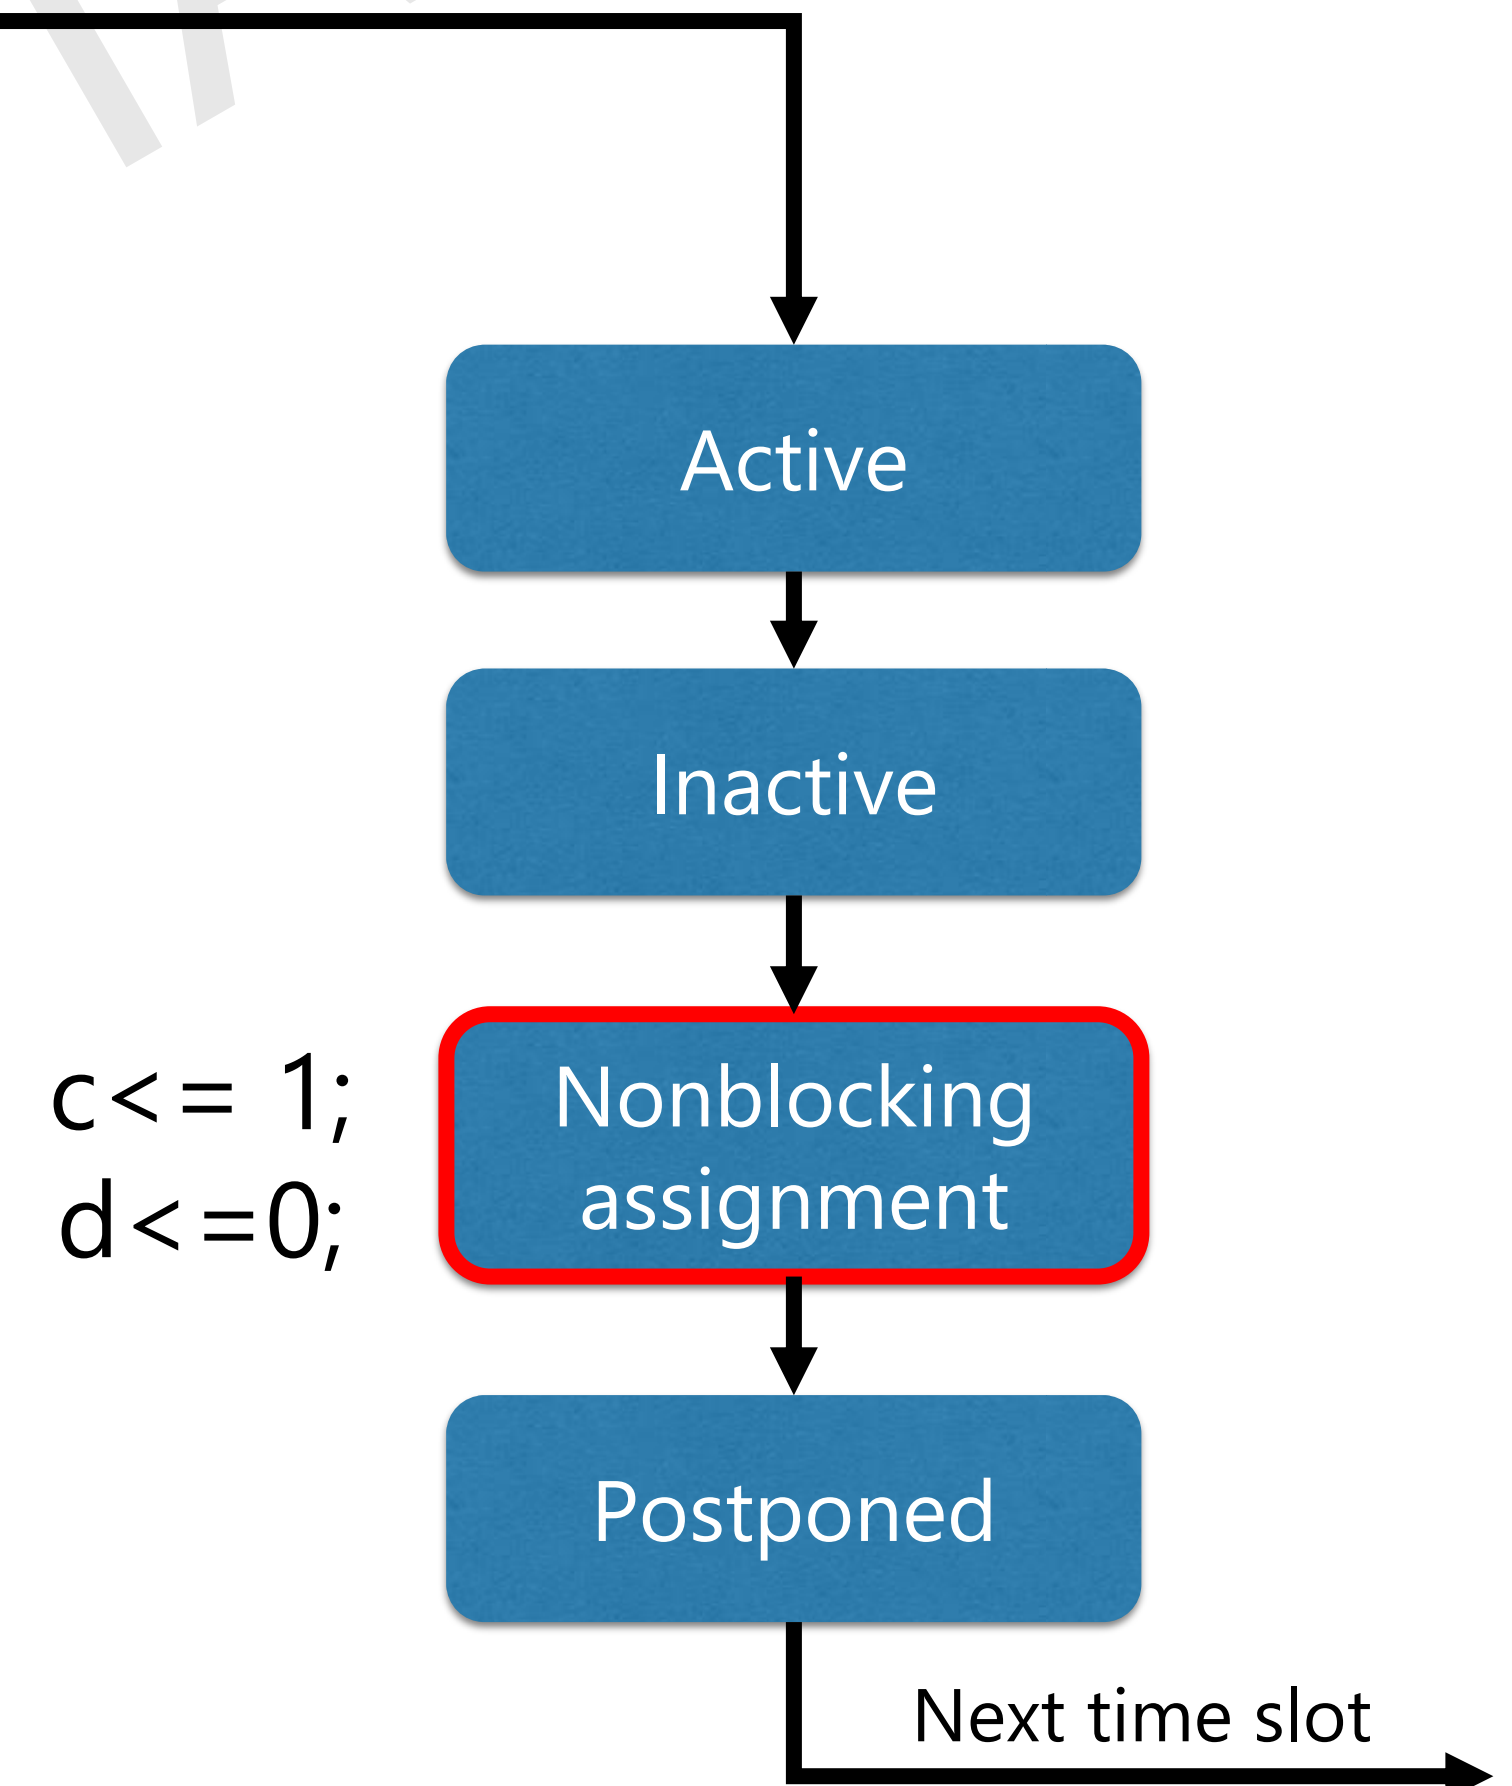 Active
Inactive
c<= 1;
d<=0;
Nonblocking
assignment
Postponed
Next time slot